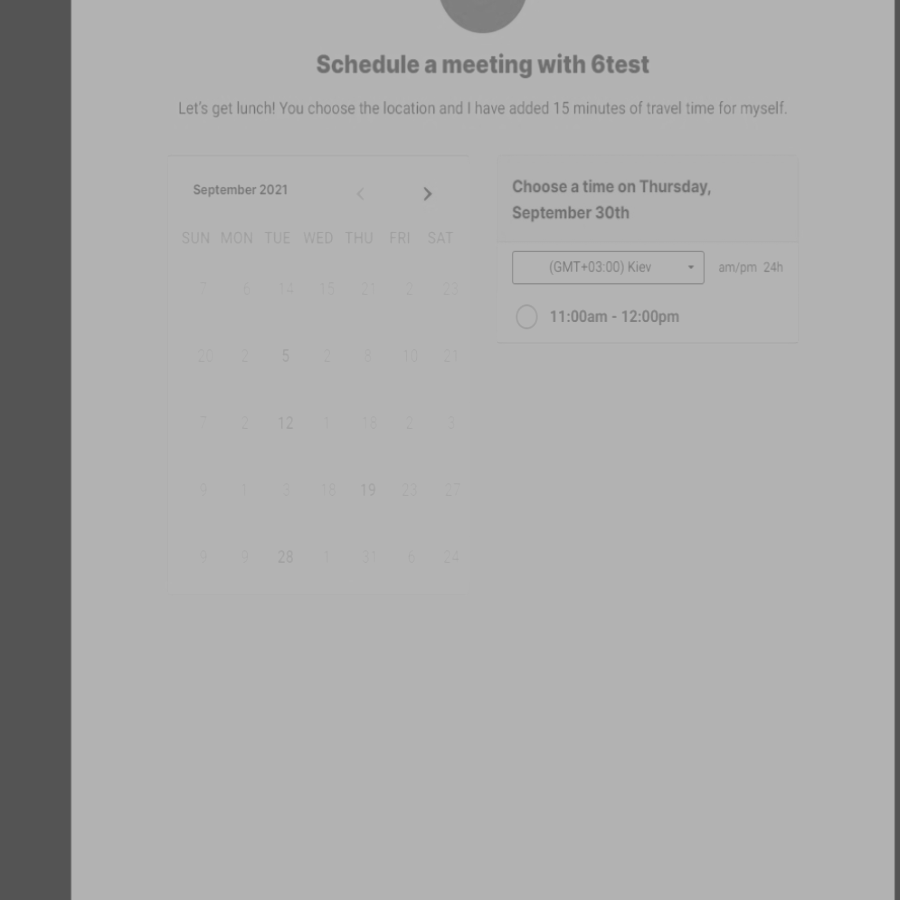 Schedule a meeting with 6test
Let's get lunch! You choose the location and I have added 15 minutes of travel time for myself.
September 2021
SUN MON TUE WED THU FRI SAT
7 6 14 15 21 2 23
20 2 5 2 8 10 21
2 12 1 18 2 3
9 1 3 18 19 23 27
9 9 28 1 31 6 24
Choose a time on Thursday,
September 30th
(GMT+03:00) Kiev am/pm 24h
11:00am - 12:00pm